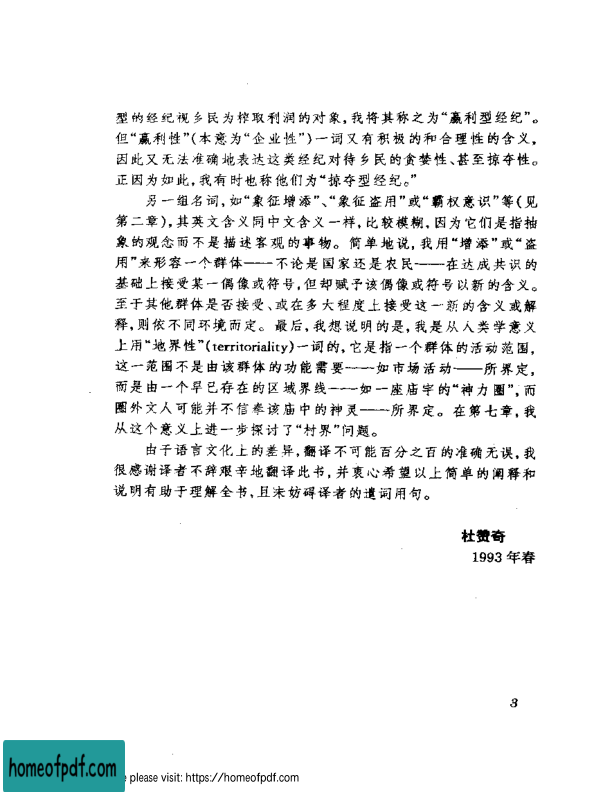 型的经纪视乡民为榨取利润的对象,我将其称之为“赢利型经纪”。
但“赢利性”(本意为“企业性”)一词又有积极的和合理性的含义,
因此又无法准确地表达这类经纪对待乡民的贪婪性、甚至掠夺性。
正因为如此,我有时也称他们为“掠夺型经纪。”
另一组名词,如“象征增添”、“象征盗用”或“霸权意识”等(见
第二章),其英文含义同中文含义一样,比较模糊,因为它们是指抽
象的观念而不是描述客观的事物。简单地说,我用“增添”或“盗
用”来形容一个群体——不论是国家还是农民——在达成共识的
基础上接受某一偶像或符号,但却赋予该偶像或符号以新的含义。
至于其他群体是否接受、或在多大程度上接受这一新的含义或解
释,则依不同环境而定。最后,我想说明的是,我是从人类学意义
上用“地界性”(territoriality)一词的,它是指一个群体的活动范围,
这一范围不是由该群体的功能需要——如市场活动——所界定,
而是由一个早已存在的区域界线——如一座庙宇的“神力圈”,而
圈外文人可能并不信奉该庙中的神灵——所界定。在第七章,我
从这个意义上进一步探讨了“村界”问题。
由于语言文化上的差异,翻译不可能百分之百的准确无误,我
很感谢译者不辞艰辛地翻译此书,并衷心希望以上简单的阐释和
说明有助于理解全书,且未妨碍译者的遣词用句。
杜赞奇
1993年春
3
homeofpdf.com
please visit: https://homeofpdf.com